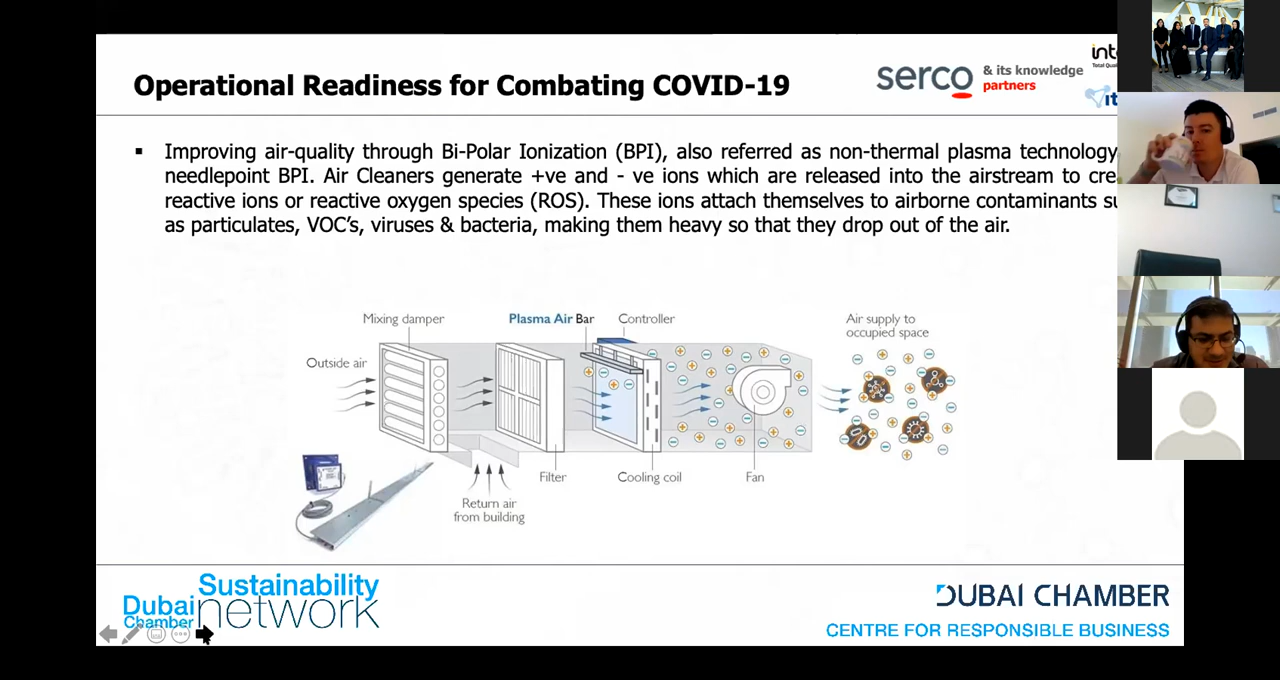 Operational Readiness for Combating COVID-19
serco & its knowledge
partners
▪ Improving air-quality through Bi-Polar Ionization (BPI), also referred as non-thermal plasma technology
needlepoint BPI. Air Cleaners generate +ve and - ve ions which are released into the airstream to cre
reactive ions or reactive oxygen species (ROS). These ions attach themselves to airborne contaminants su
as particulates, VOC's, viruses & bacteria, making them heavy so that they drop out of the air.
Mixing damper
Plasma Air Bar
Controller
Air supply to
occupied space
Outside air
Filter
Cooling coil
Fan
Return air
from building
Dubai Chamber Sustainability
network
DUBAI CHAMBER
CENTRE FOR RESPONSIBLE BUSINESS